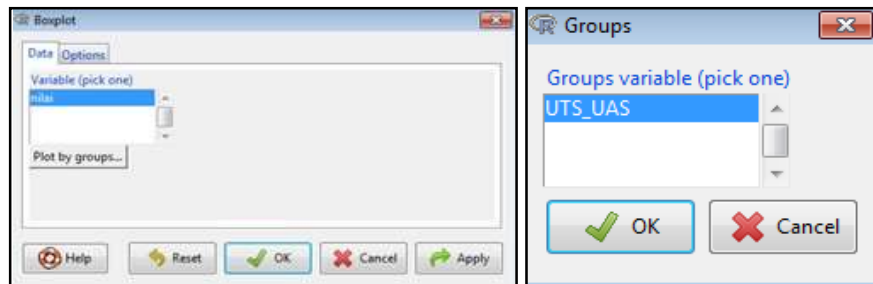 Boxplot
Data Options
Variable (pick one)
nilai
Plot by groups...
Help Reset OK Cancel Apply
Groups
Groups variable (pick one)
UTS_UAS
OK Cancel